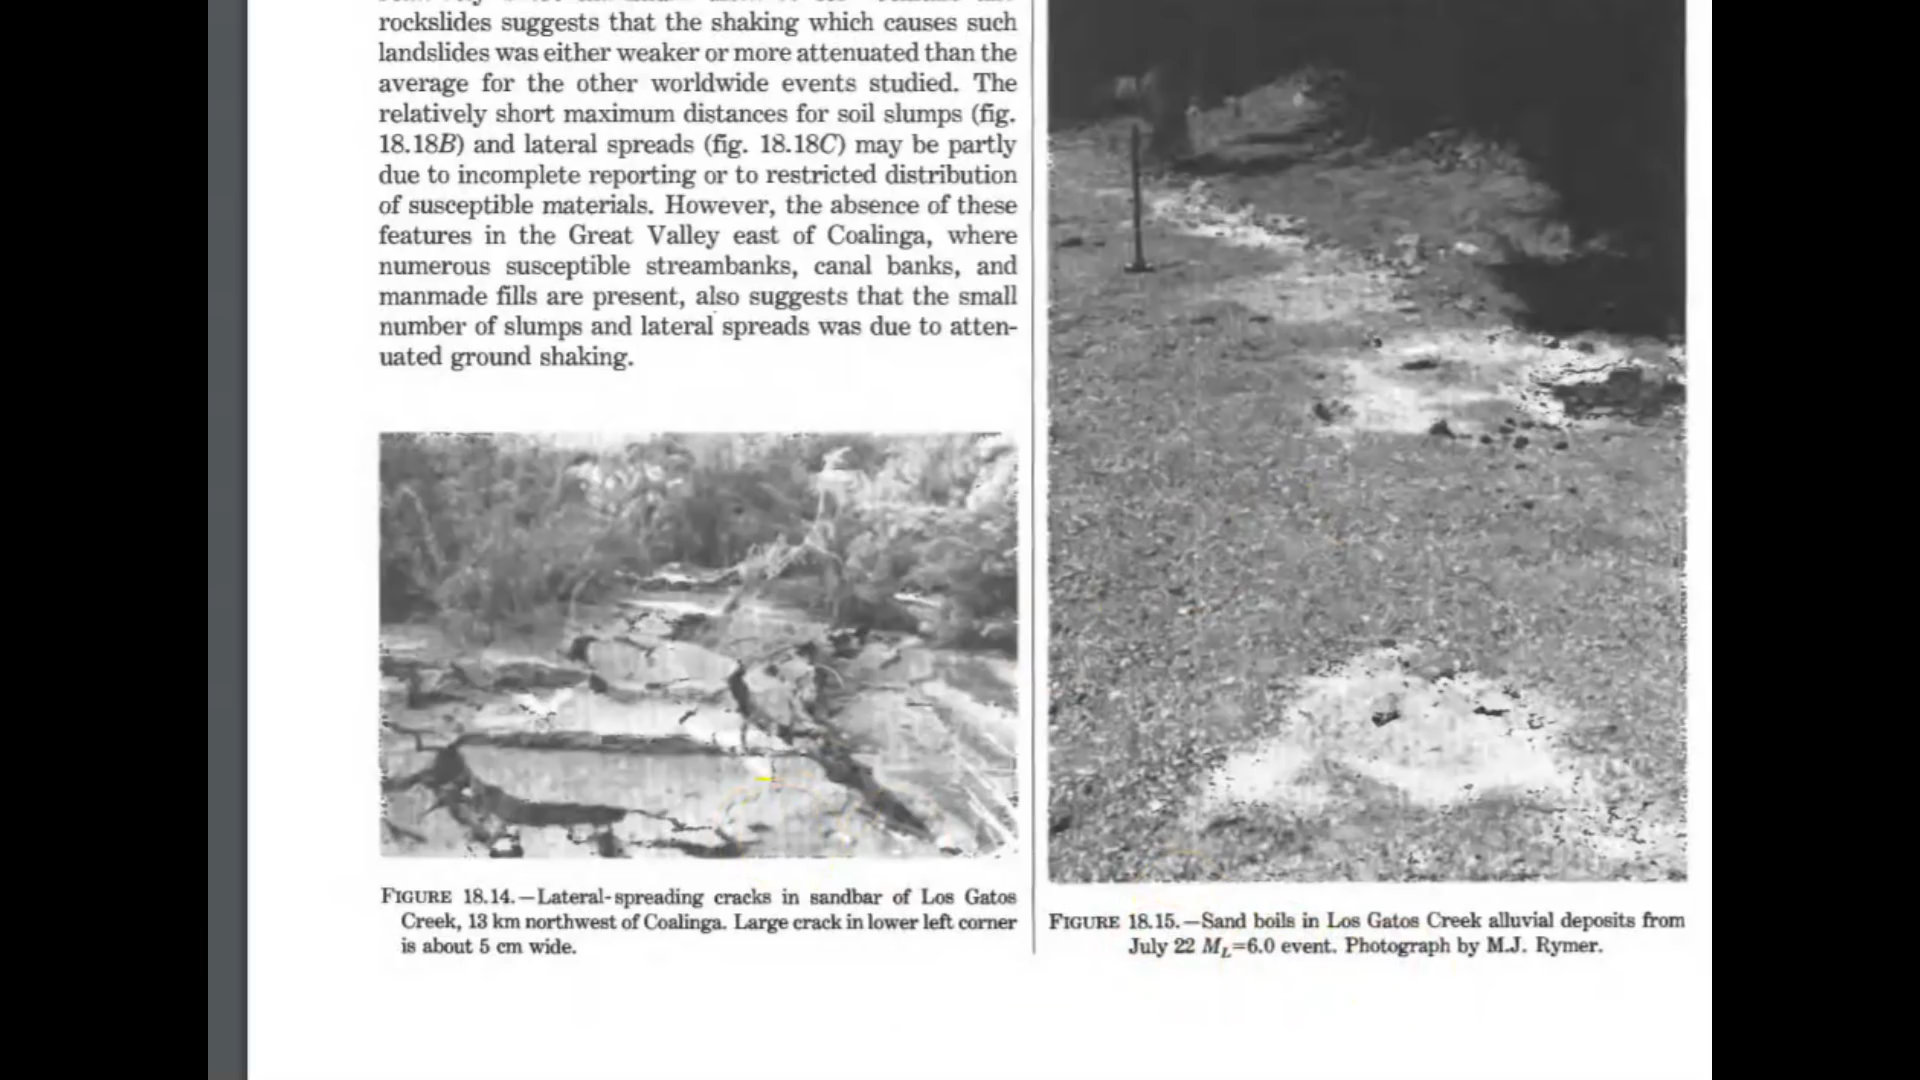 rockslides suggests that the shaking which causes such
landslides was either weaker or more attenuated than the
average for the other worldwide events studied. The
relatively short maximum distances for soil slumps (fig.
18.18B) and lateral spreads (fig. 18.18C) may be partly
due to incomplete reporting or to restricted distribution
of susceptible materials. However, the absence of these
features in the Great Valley east of Coalinga, where
numerous susceptible streambanks, canal banks, and
manmade fills are present, also suggests that the small
number of slumps and lateral spreads was due to atten-
uated ground shaking.
FIGURE 18.14.—Lateral-spreading cracks in sandbar of Los Gatos
Creek, 13 km northwest of Coalinga. Large crack in lower left corner
is about 5 cm wide.
FIGURE 18.15.—Sand boils in Los Gatos Creek alluvial deposits from
July 22 ML=6.0 event. Photograph by M.J. Rymer.